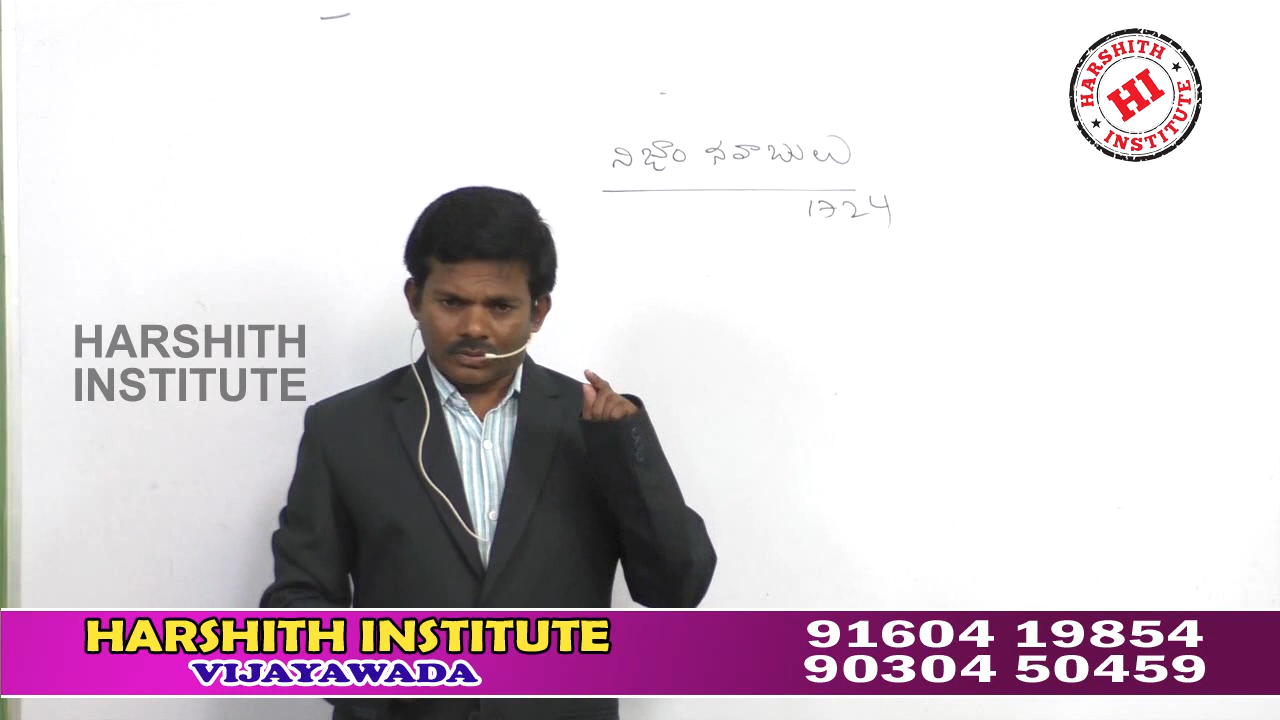 HARSHITH
HI
INSTITUTE
నిజాం నవాబులు
1724
HARSHITH
INSTITUTE
HARSHITH INSTITUTE
VIJAYAWADA
91604 19854
90304 50459